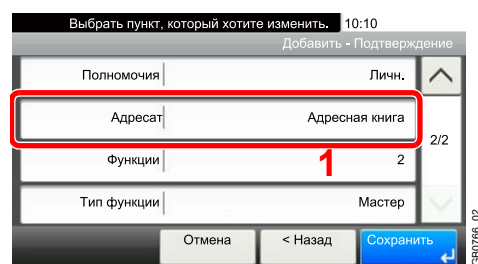 Выбрать пункт, который хотите изменить. 10:10
Добавить - Подтверждение
Полномочия Личн.
Адресат Адресная книга
2/2
Функции 2
1
Тип функции Мастер
Отмена < Назад Сохранить
GB0766_02